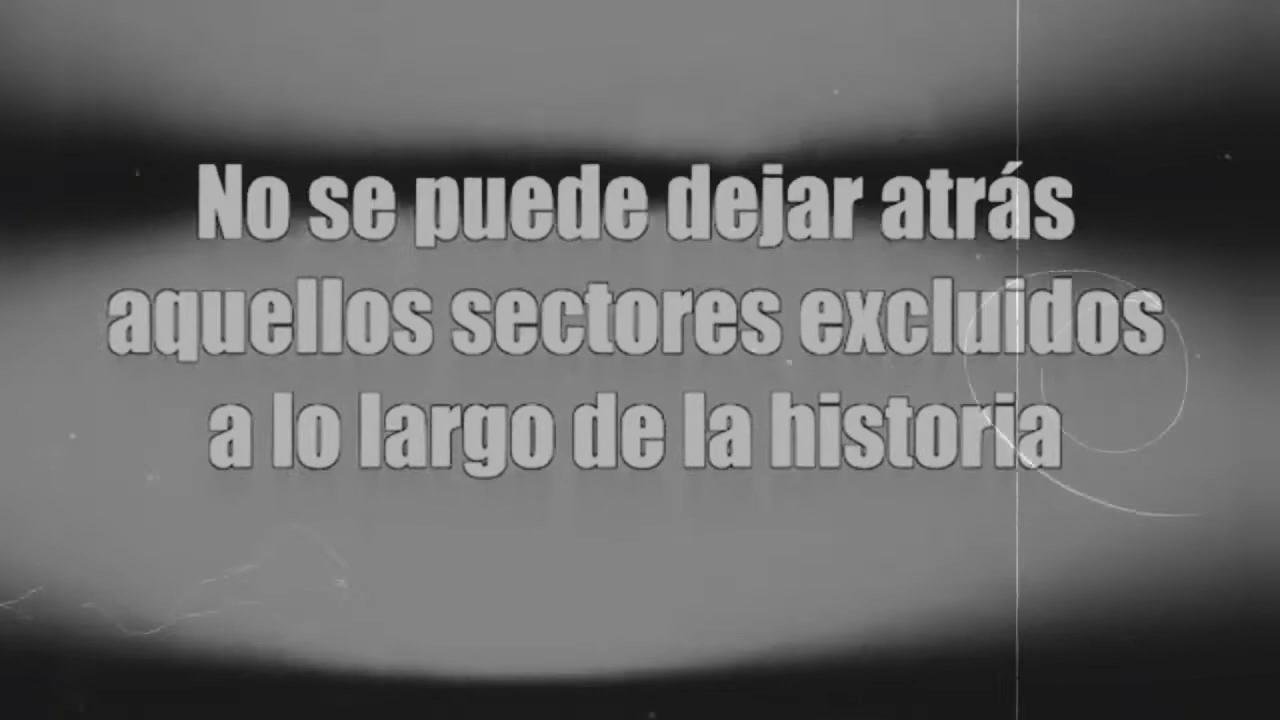 No se puede dejar atrás
aquellos sectores excluidos
a lo largo de la historia